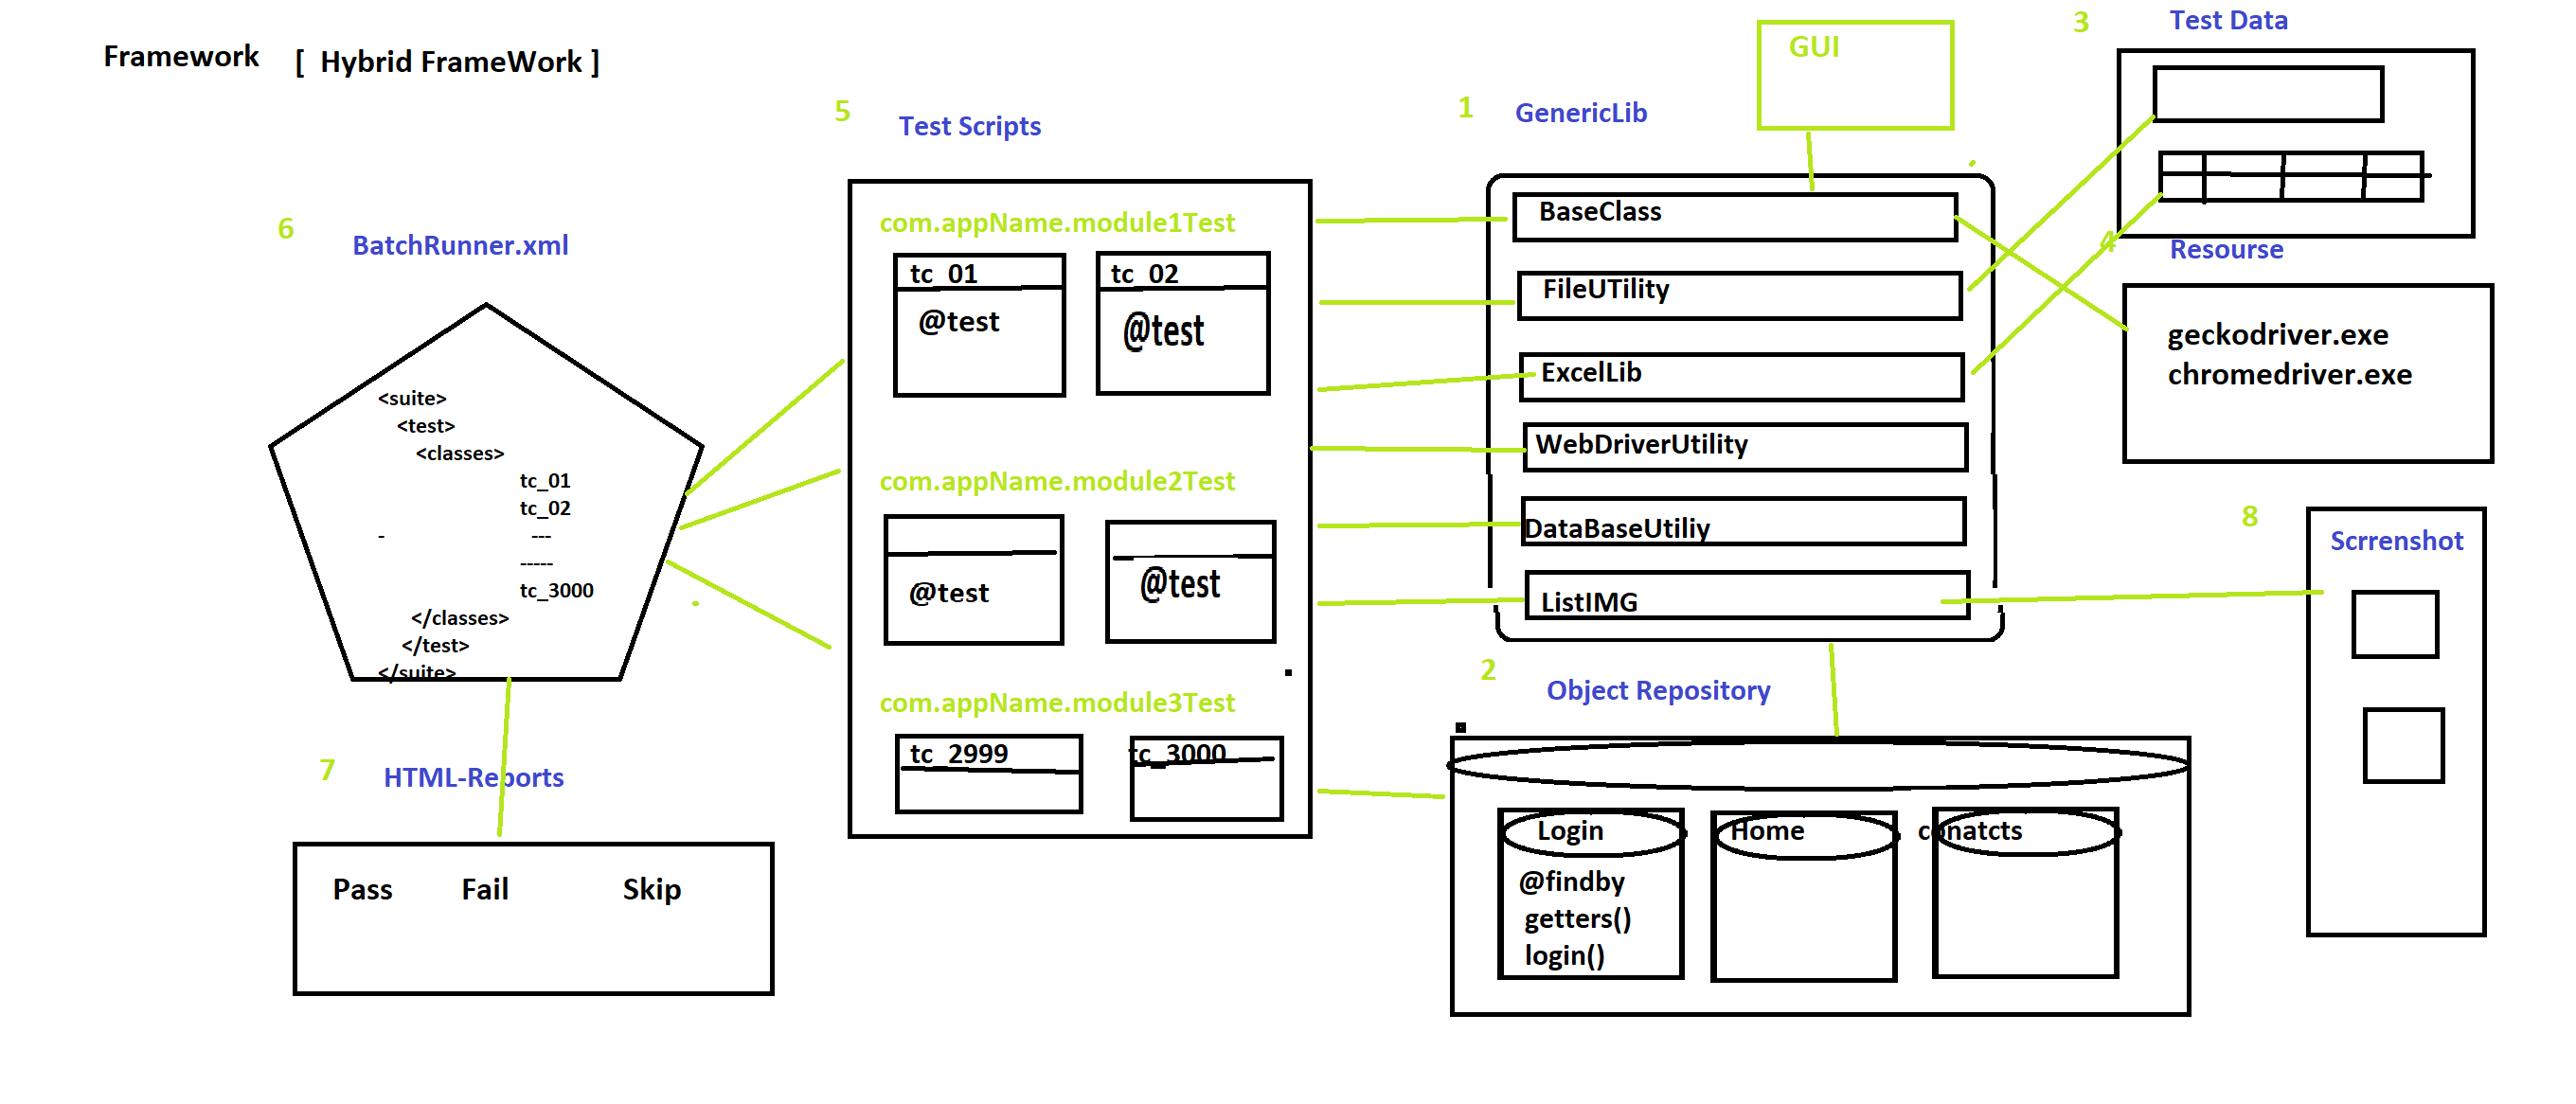 Framework [ Hybrid FrameWork ]
6
BatchRunner.xml
<suite>
<test>
<classes>
tc_01
tc_02
- ---
-----
tc_3000
</classes>
</test>
</suite>
7
HTML-Reports
Pass Fail Skip
5
Test Scripts
com.appName.module1Test
tc_01 tc_02
@test @test
com.appName.module2Test
@test @test
com.appName.module3Test
tc_2999 tc_3000
GUI
1
GenericLib
BaseClass
FileUTility
ExcelLib
WebDriverUtility
DataBaseUtiliy
ListIMG
2
Object Repository
Login Home conatcts
@findby
getters()
login()
3
Test Data
4
Resourse
geckodriver.exe
chromedriver.exe
8
Scrrenshot